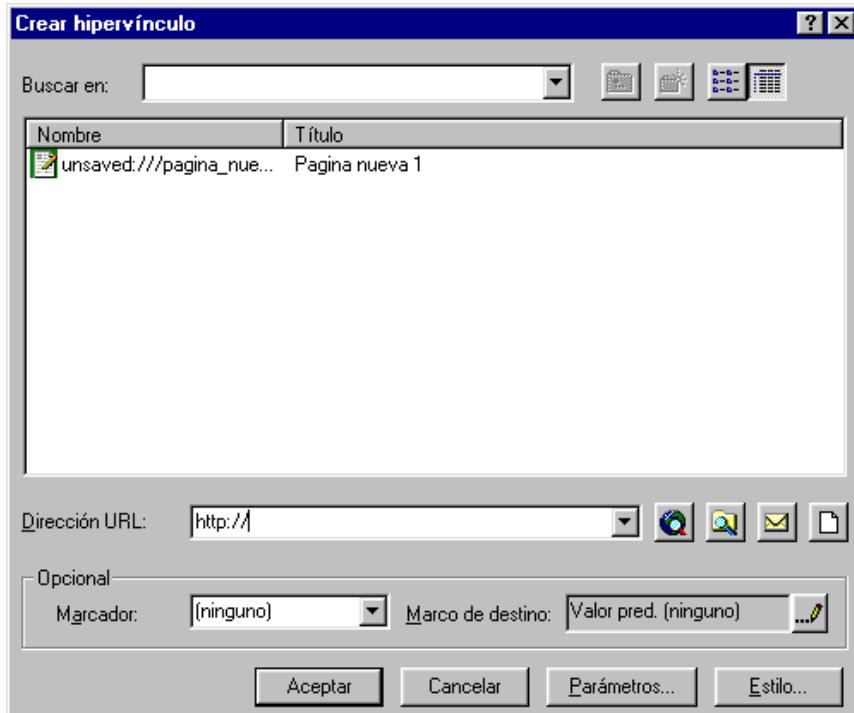 Crear hipervínculo
Buscar en:
Nombre Título
unsaved:///pagina_nue... Pagina nueva 1
Dirección URL: http://
Opcional
Marcador: (ninguno) Marco de destino: Valor pred. (ninguno) ...
Aceptar Cancelar Parámetros... Estilo...